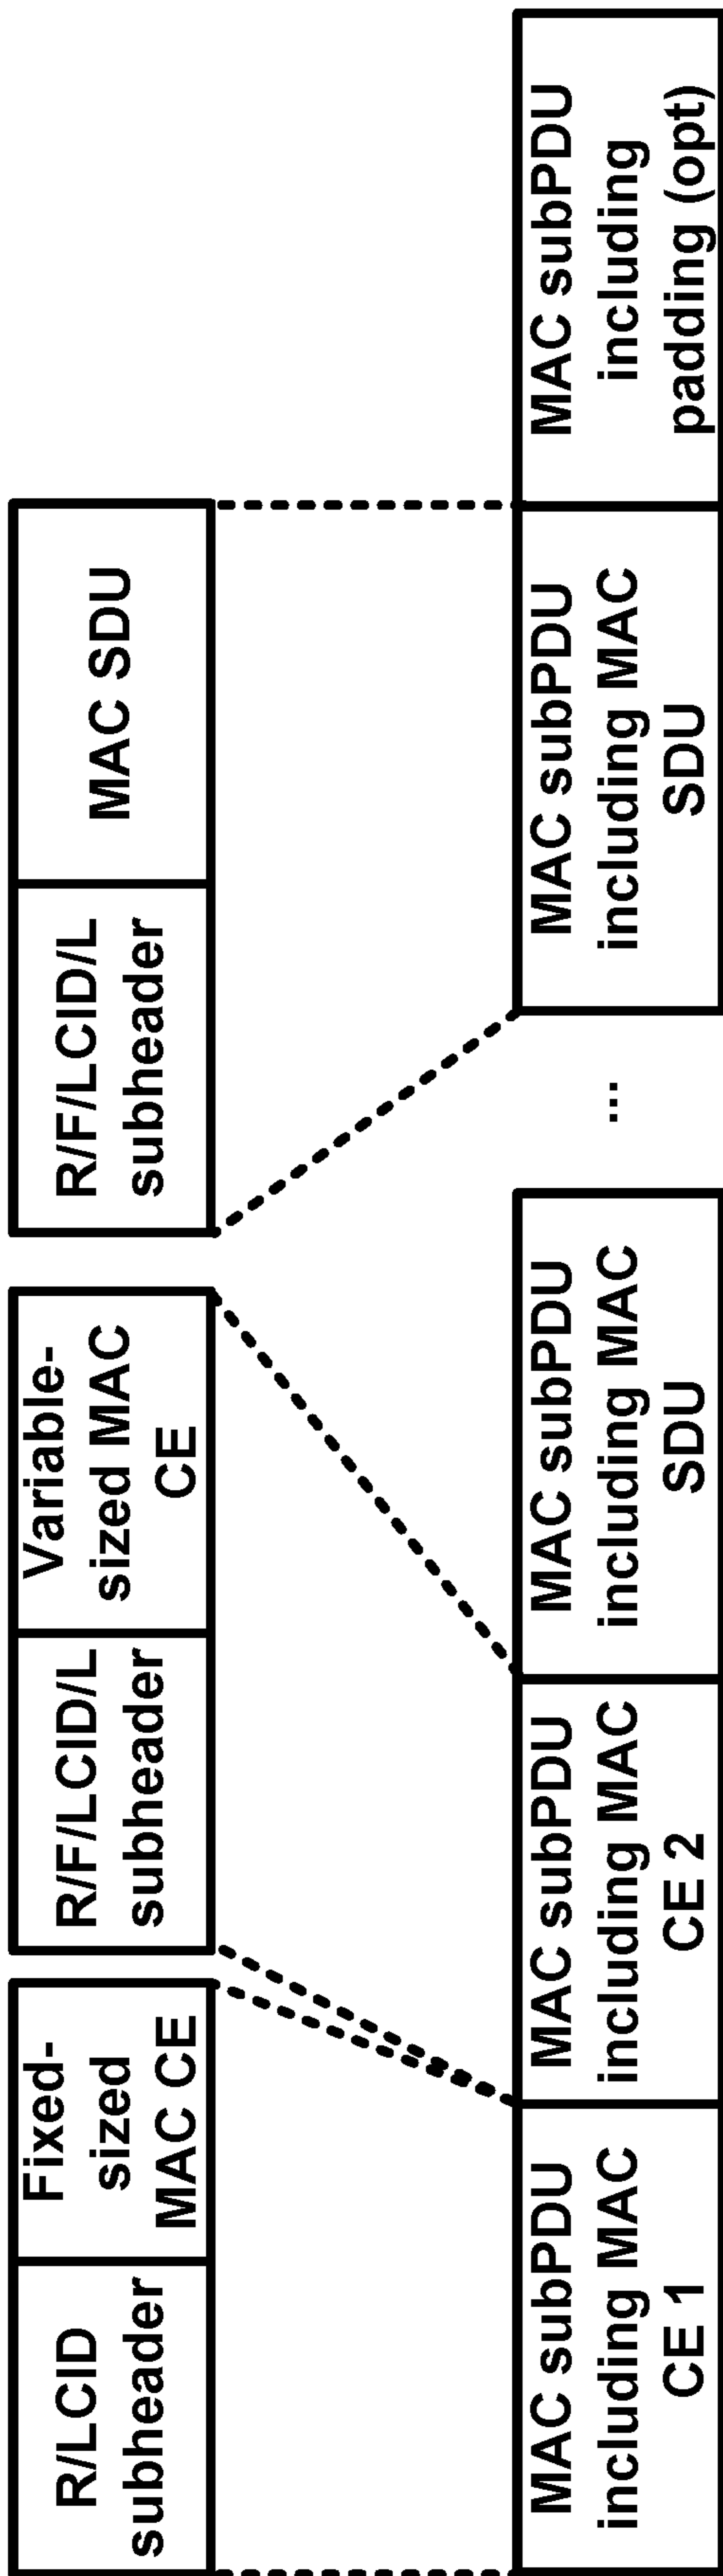 R/LCID
subheader
Fixed-
sized
MAC CE
R/F/LCID/L
subheader
Variable-
sized MAC
CE
R/F/LCID/L
subheader
MAC SDU
MAC subPDU
including MAC
CE 1
MAC subPDU
including MAC
CE 2
MAC subPDU
including MAC
SDU
...
MAC subPDU
including MAC
SDU
MAC subPDU
including
padding (opt)